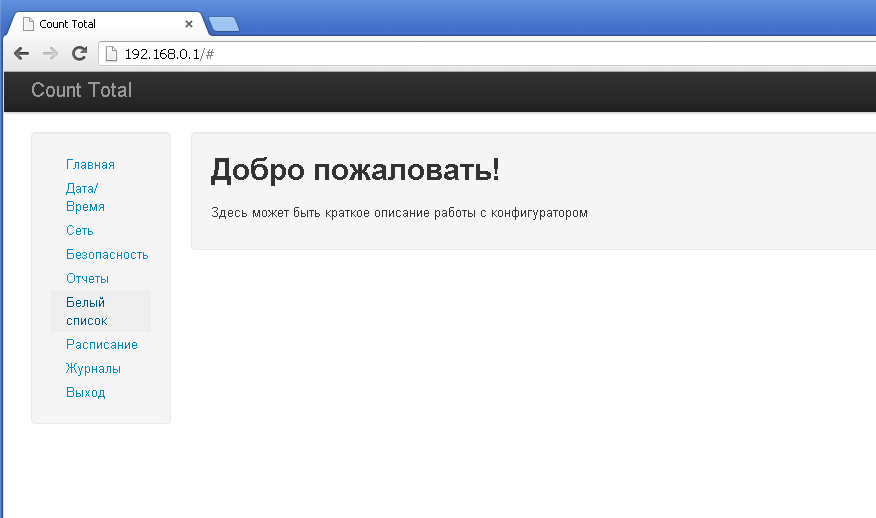 Count Total
192.168.0.1/#
Count Total
Главная
Дата/
Время
Сеть
Безопасность
Отчеты
Белый
список
Расписание
Журналы
Выход
Добро пожаловать!
Здесь может быть краткое описание работы с конфигуратором